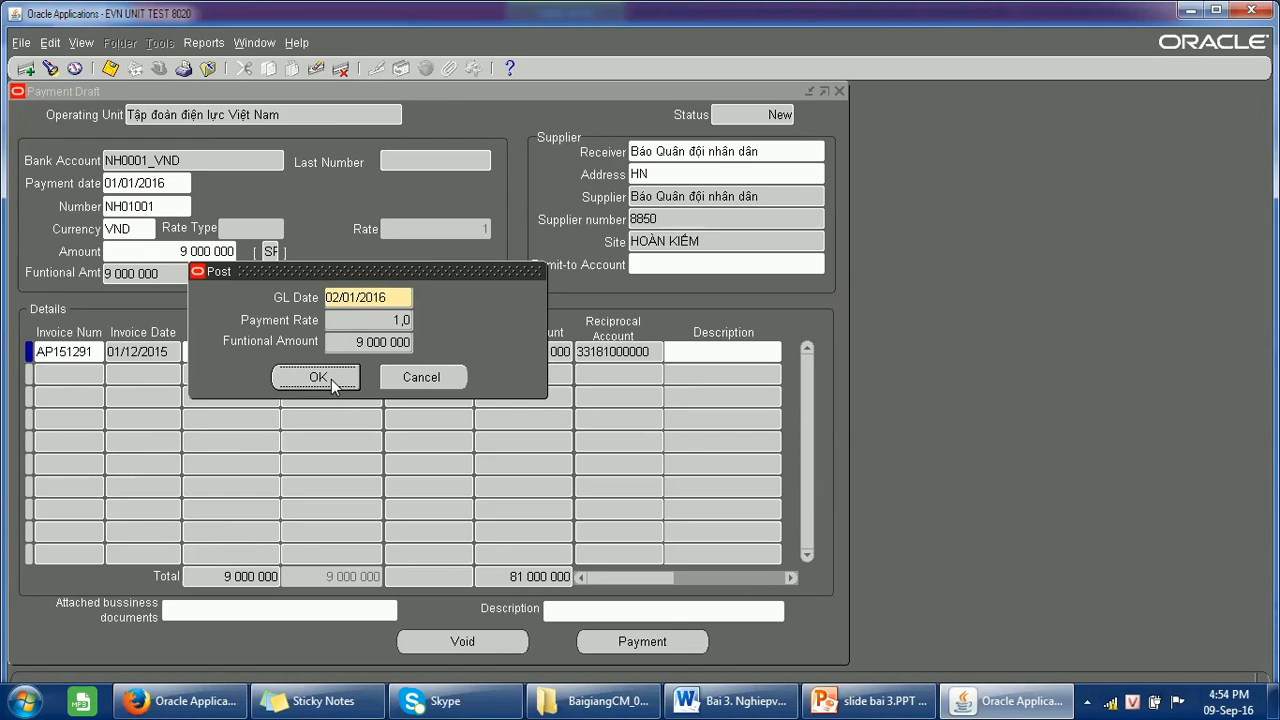 Oracle Applications - EVN UNIT TEST 8020
File Edit View Folder Tools Reports Window Help
ORACLE
Payment Draft
Operating Unit Tập đoàn điện lực Việt Nam
Status New
Supplier
Bank Account NH0001_VND Last Number
Receiver Báo Quân đội nhân dân
Payment date 01/01/2016
Address HN
Number NH01001
Supplier Báo Quân đội nhân dân
Currency VND Rate Type Rate 1
Supplier number 8850
Amount 9 000 000 [ ]
Site HOÀN KIẾM
Funtional Amt 9 000 000
Post
GL Date 02/01/2016
Payment Rate 1,0
Funtional Amount 9 000 000
OK Cancel
Details
Invoice Num Invoice Date Reciprocal Account Description
AP151291 01/12/2015 000 33181000000
Total 9 000 000 9 000 000 81 000 000
Attached bussiness documents
Description
Void Payment
Oracle Applica... Sticky Notes Skype BaigiangCM_0... Bai 3. Nghiepv... slide bai 3.PPT ... Oracle Applica...
MP3
4:54 PM
09-Sep-16